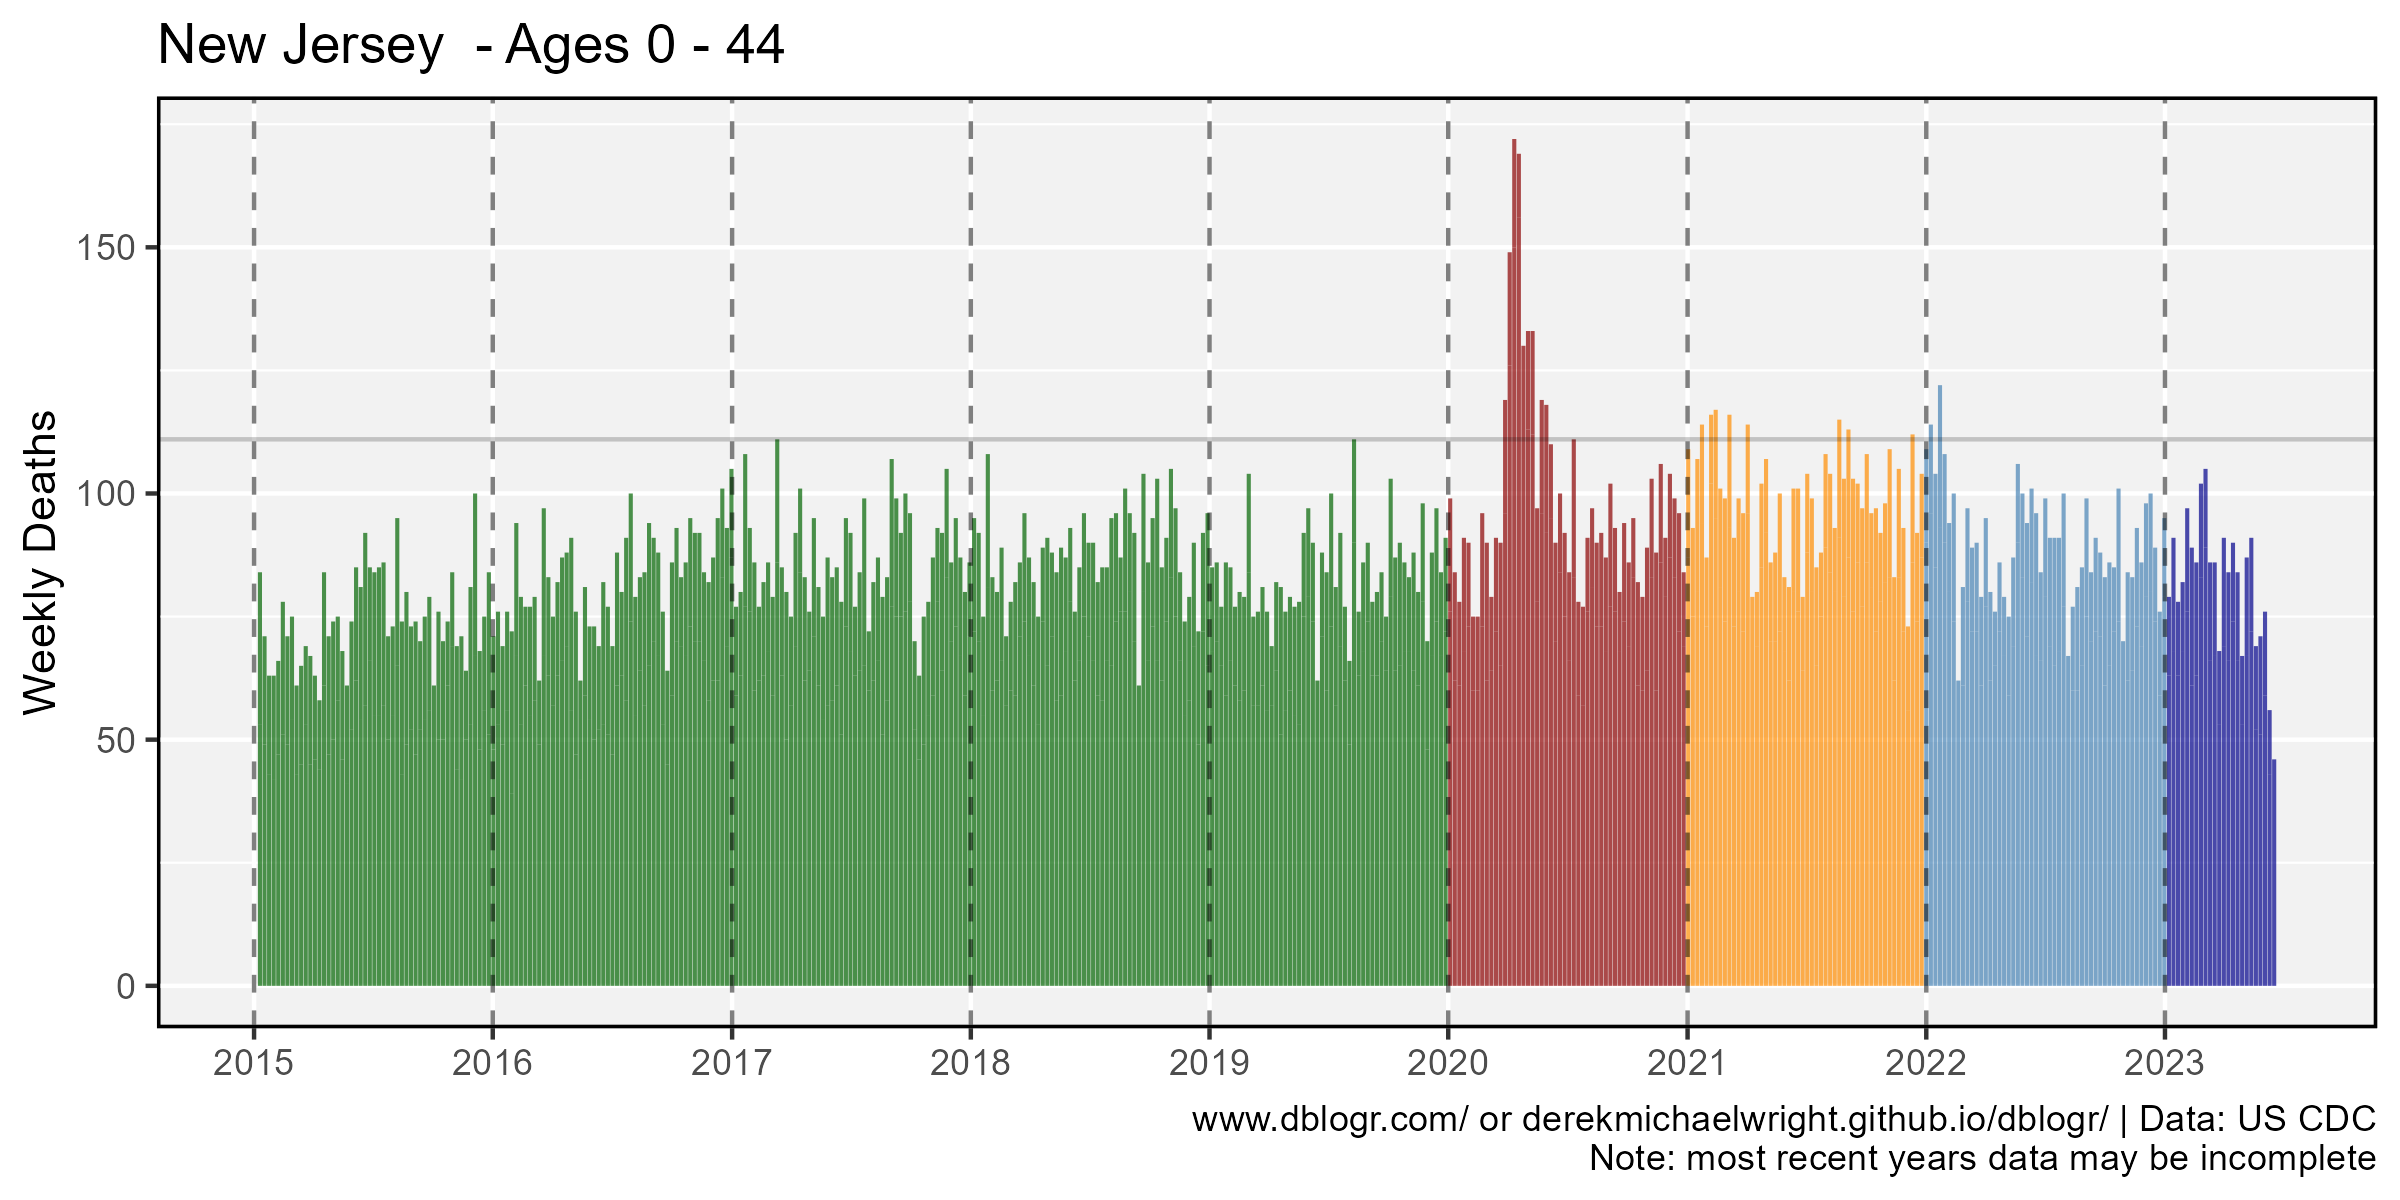 New Jersey  - Ages 0 - 44
Weekly Deaths
150
100
50
0
2015 2016 2017 2018 2019 2020 2021 2022 2023
www.dblogr.com/ or derekmichaelwright.github.io/dblogr/ | Data: US CDC
Note: most recent years data may be incomplete